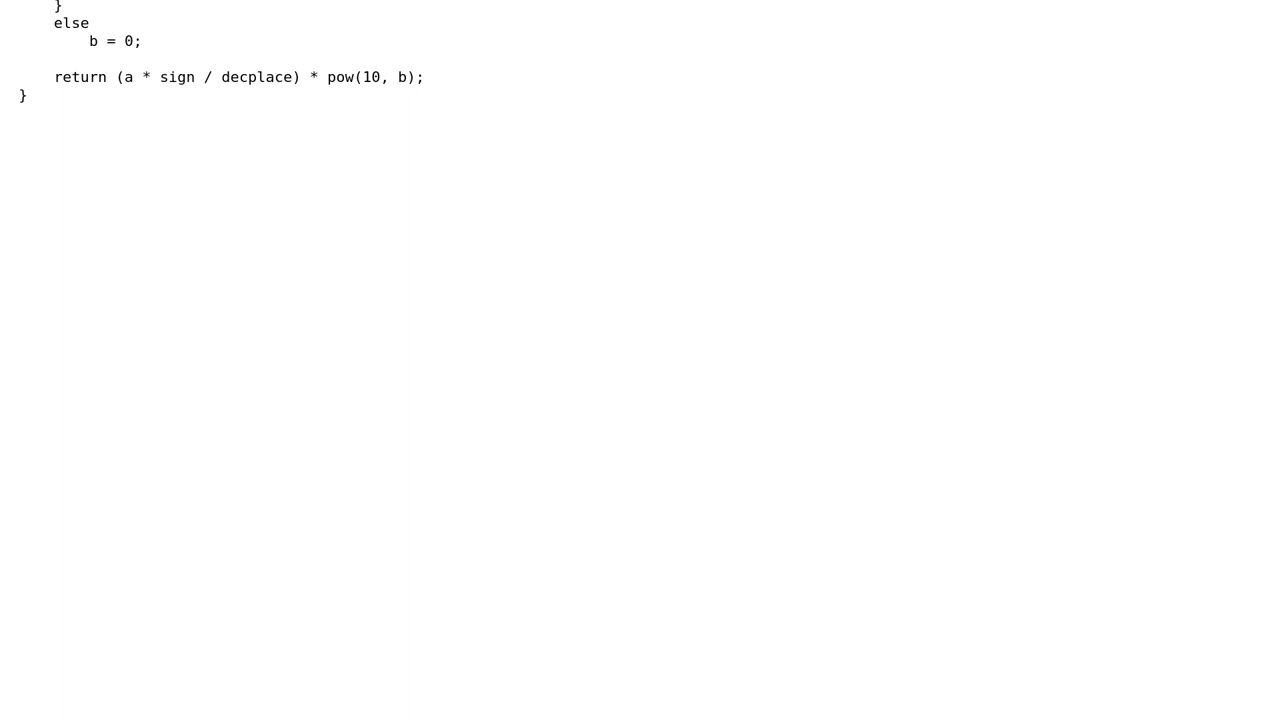 }
    else
        b = 0;

    return (a * sign / decplace) * pow(10, b);
}